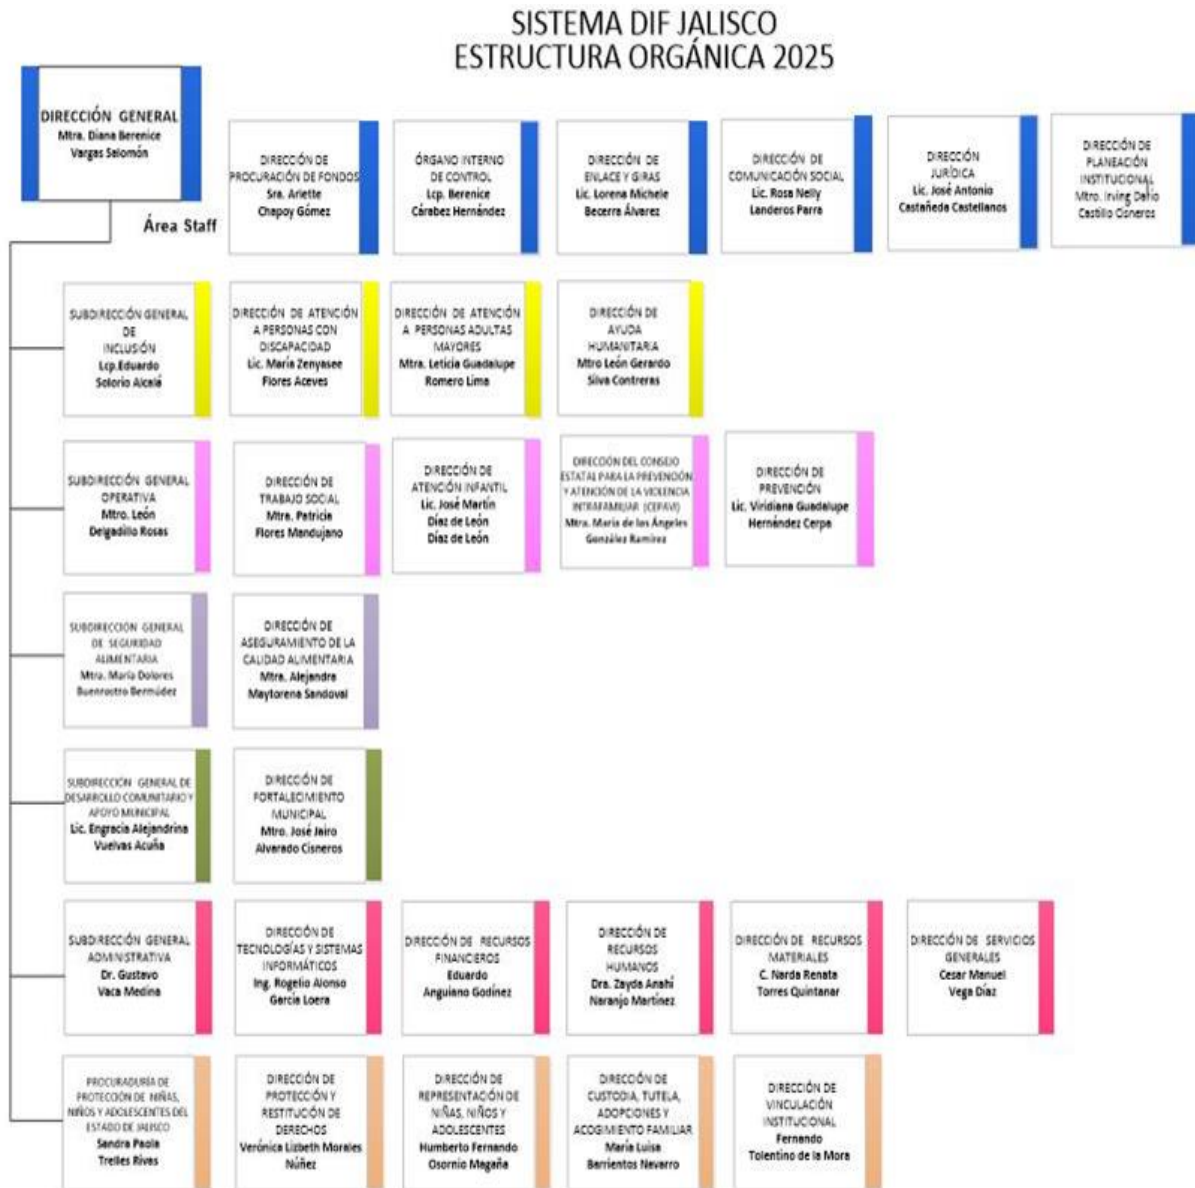 SISTEMA DIF JALISCO
ESTRUCTURA ORGÁNICA 2025
DIRECCIÓN GENERAL
Mtra. Diana Berenice
Vargas Salomón
Área Staff
DIRECCIÓN DE
PROCURACIÓN DE FONDOS
Sra. Arlette
Chapoy Gómez
ÓRGANO INTERNO
DE CONTROL
Lcp. Berenice
Cárabez Hernández
DIRECCIÓN DE
ENLACE Y GIRAS
Lic. Lorena Michele
Becerra Álvarez
DIRECCIÓN DE
COMUNICACIÓN SOCIAL
Lic. Rosa Nelly
Landeros Parra
DIRECCIÓN
JURÍDICA
Lic. José Antonio
Castañeda Castellanos
DIRECCIÓN DE
PLANEACIÓN
INSTITUCIONAL
Mtro. Irving
Castillo Cisneros
SUBDIRECCIÓN GENERAL
DE
INCLUSIÓN
Lcp.Eduardo
Solorio Alcalá
DIRECCIÓN DE ATENCIÓN
A PERSONAS CON
DISCAPACIDAD
Lic. María Zenyasee
Flores Aceves
DIRECCIÓN DE ATENCIÓN
A PERSONAS ADULTAS
MAYORES
Mtra. Leticia Guadalupe
Romero Lima
DIRECCIÓN DE
AYUDA
HUMANITARIA
Mtro León Gerardo
Silva Contreras
SUBDIRECCIÓN GENERAL
OPERATIVA
Mtro. León
Delgadillo Rosas
DIRECCIÓN DE
TRABAJO SOCIAL
Mtra. Patricia
Flores Mandujano
DIRECCIÓN DE
ATENCIÓN INFANTIL
Lic. José Martín
Díaz de León
Díaz de León
DIRECCIÓN DEL CONSEJO
ESTATAL PARA LA PREVENCIÓN
Y ATENCIÓN DE LA VIOLENCIA
INTRAFAMILIAR (CEPAVI)
Mtra. María de los Ángeles
González Ramírez
DIRECCIÓN DE
PREVENCIÓN
Lic. Viridiana Guadalupe
Hernández Cerpa
SUBDIRECCIÓN GENERAL
DE SEGURIDAD
ALIMENTARIA
Mtra. María Dolores
Buenrostro Bermúdez
DIRECCIÓN DE
ASEGURAMIENTO DE LA
CALIDAD ALIMENTARIA
Mtra. Alejandra
Maytorena Sandoval
SUBDIRECCIÓN GENERAL DE
DESARROLLO COMUNITARIO Y
APOYO MUNICIPAL
Lic. Engracia Alejandrina
Vuelvas Acuña
DIRECCIÓN DE
FORTALECIMIENTO
MUNICIPAL
Mtro. José Jairo
Alvarado Cisneros
SUBDIRECCIÓN GENERAL
ADMINISTRATIVA
Dr. Gustavo
Vaca Medina
DIRECCIÓN DE
TECNOLOGÍAS Y SISTEMAS
INFORMÁTICOS
Ing. Rogelio Alonso
García Loera
DIRECCIÓN DE RECURSOS
FINANCIEROS
Eduardo
Anguiano Godínez
DIRECCIÓN DE
RECURSOS
HUMANOS
Dra. Zayda Anahí
Naranjo Martínez
DIRECCIÓN DE RECURSOS
MATERIALES
C. Narda Renata
Torres Quintanar
DIRECCIÓN DE SERVICIOS
GENERALES
Cesar Manuel
Vega Díaz
PROCURADURÍA DE
PROTECCIÓN DE NIÑAS,
NIÑOS Y ADOLESCENTES DEL
ESTADO DE JALISCO
Sandra Paola
Trelles Rivas
DIRECCIÓN DE
PROTECCIÓN Y
RESTITUCIÓN DE
DERECHOS
Verónica Lizbeth Morales
Núñez
DIRECCIÓN DE
REPRESENTACIÓN DE
NIÑAS, NIÑOS Y
ADOLESCENTES
Humberto Fernando
Osornio Magaña
DIRECCIÓN DE
CUSTODIA, TUTELA,
ADOPCIONES Y
ACOGIMIENTO FAMILIAR
María Luisa
Barrientos Navarro
DIRECCIÓN DE
VINCULACIÓN
INSTITUCIONAL
Fernando
Tolentino de la Mora